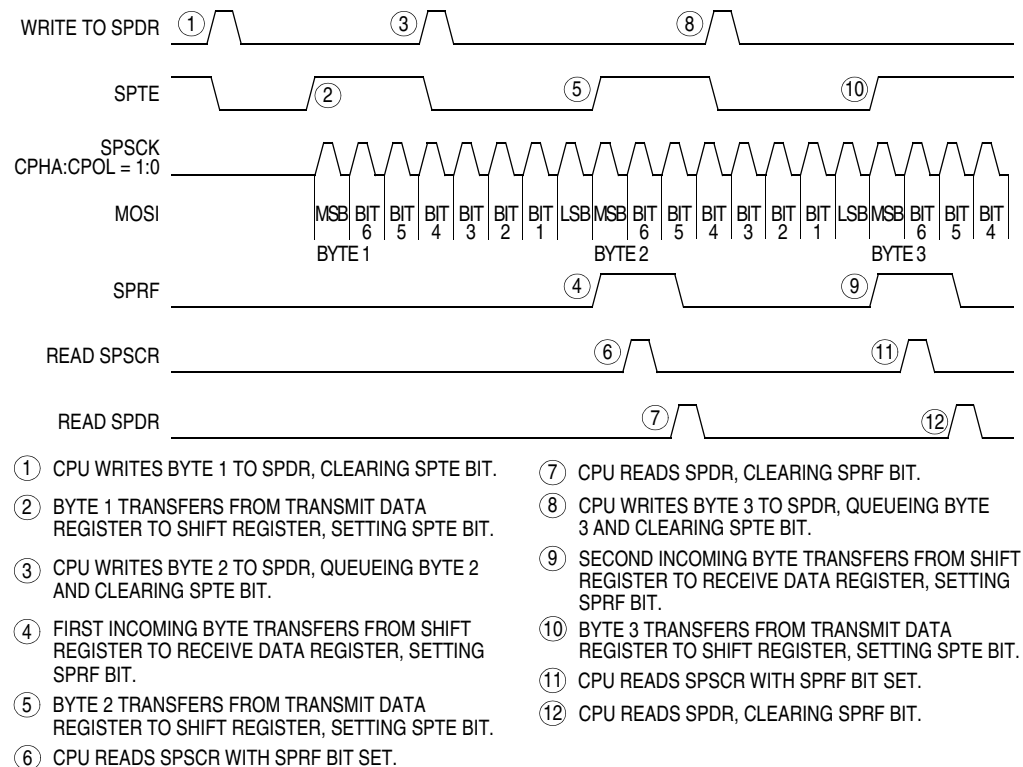 WRITE TO SPDR
1
3
8
SPTE
2
5
10
SPSCK
CPHA:CPOL = 1:0
MOSI
MSB BIT 6 BIT 5 BIT 4 BIT 3 BIT 2 BIT 1 LSB MSB BIT 6 BIT 5 BIT 4 BIT 3 BIT 2 BIT 1 LSB MSB BIT 6 BIT 5 BIT 4
BYTE 1 BYTE 2 BYTE 3
SPRF
4
9
READ SPSCR
6
11
READ SPDR
7
12
1 CPU WRITES BYTE 1 TO SPDR, CLEARING SPTE BIT.
2 BYTE 1 TRANSFERS FROM TRANSMIT DATA
REGISTER TO SHIFT REGISTER, SETTING SPTE BIT.
3 CPU WRITES BYTE 2 TO SPDR, QUEUEING BYTE 2
AND CLEARING SPTE BIT.
4 FIRST INCOMING BYTE TRANSFERS FROM SHIFT
REGISTER TO RECEIVE DATA REGISTER, SETTING
SPRF BIT.
5 BYTE 2 TRANSFERS FROM TRANSMIT DATA
REGISTER TO SHIFT REGISTER, SETTING SPTE BIT.
6 CPU READS SPSCR WITH SPRF BIT SET.
7 CPU READS SPDR, CLEARING SPRF BIT.
8 CPU WRITES BYTE 3 TO SPDR, QUEUEING BYTE
3 AND CLEARING SPTE BIT.
9 SECOND INCOMING BYTE TRANSFERS FROM SHIFT
REGISTER TO RECEIVE DATA REGISTER, SETTING
SPRF BIT.
10 BYTE 3 TRANSFERS FROM TRANSMIT DATA
REGISTER TO SHIFT REGISTER, SETTING SPTE BIT.
11 CPU READS SPSCR WITH SPRF BIT SET.
12 CPU READS SPDR, CLEARING SPRF BIT.